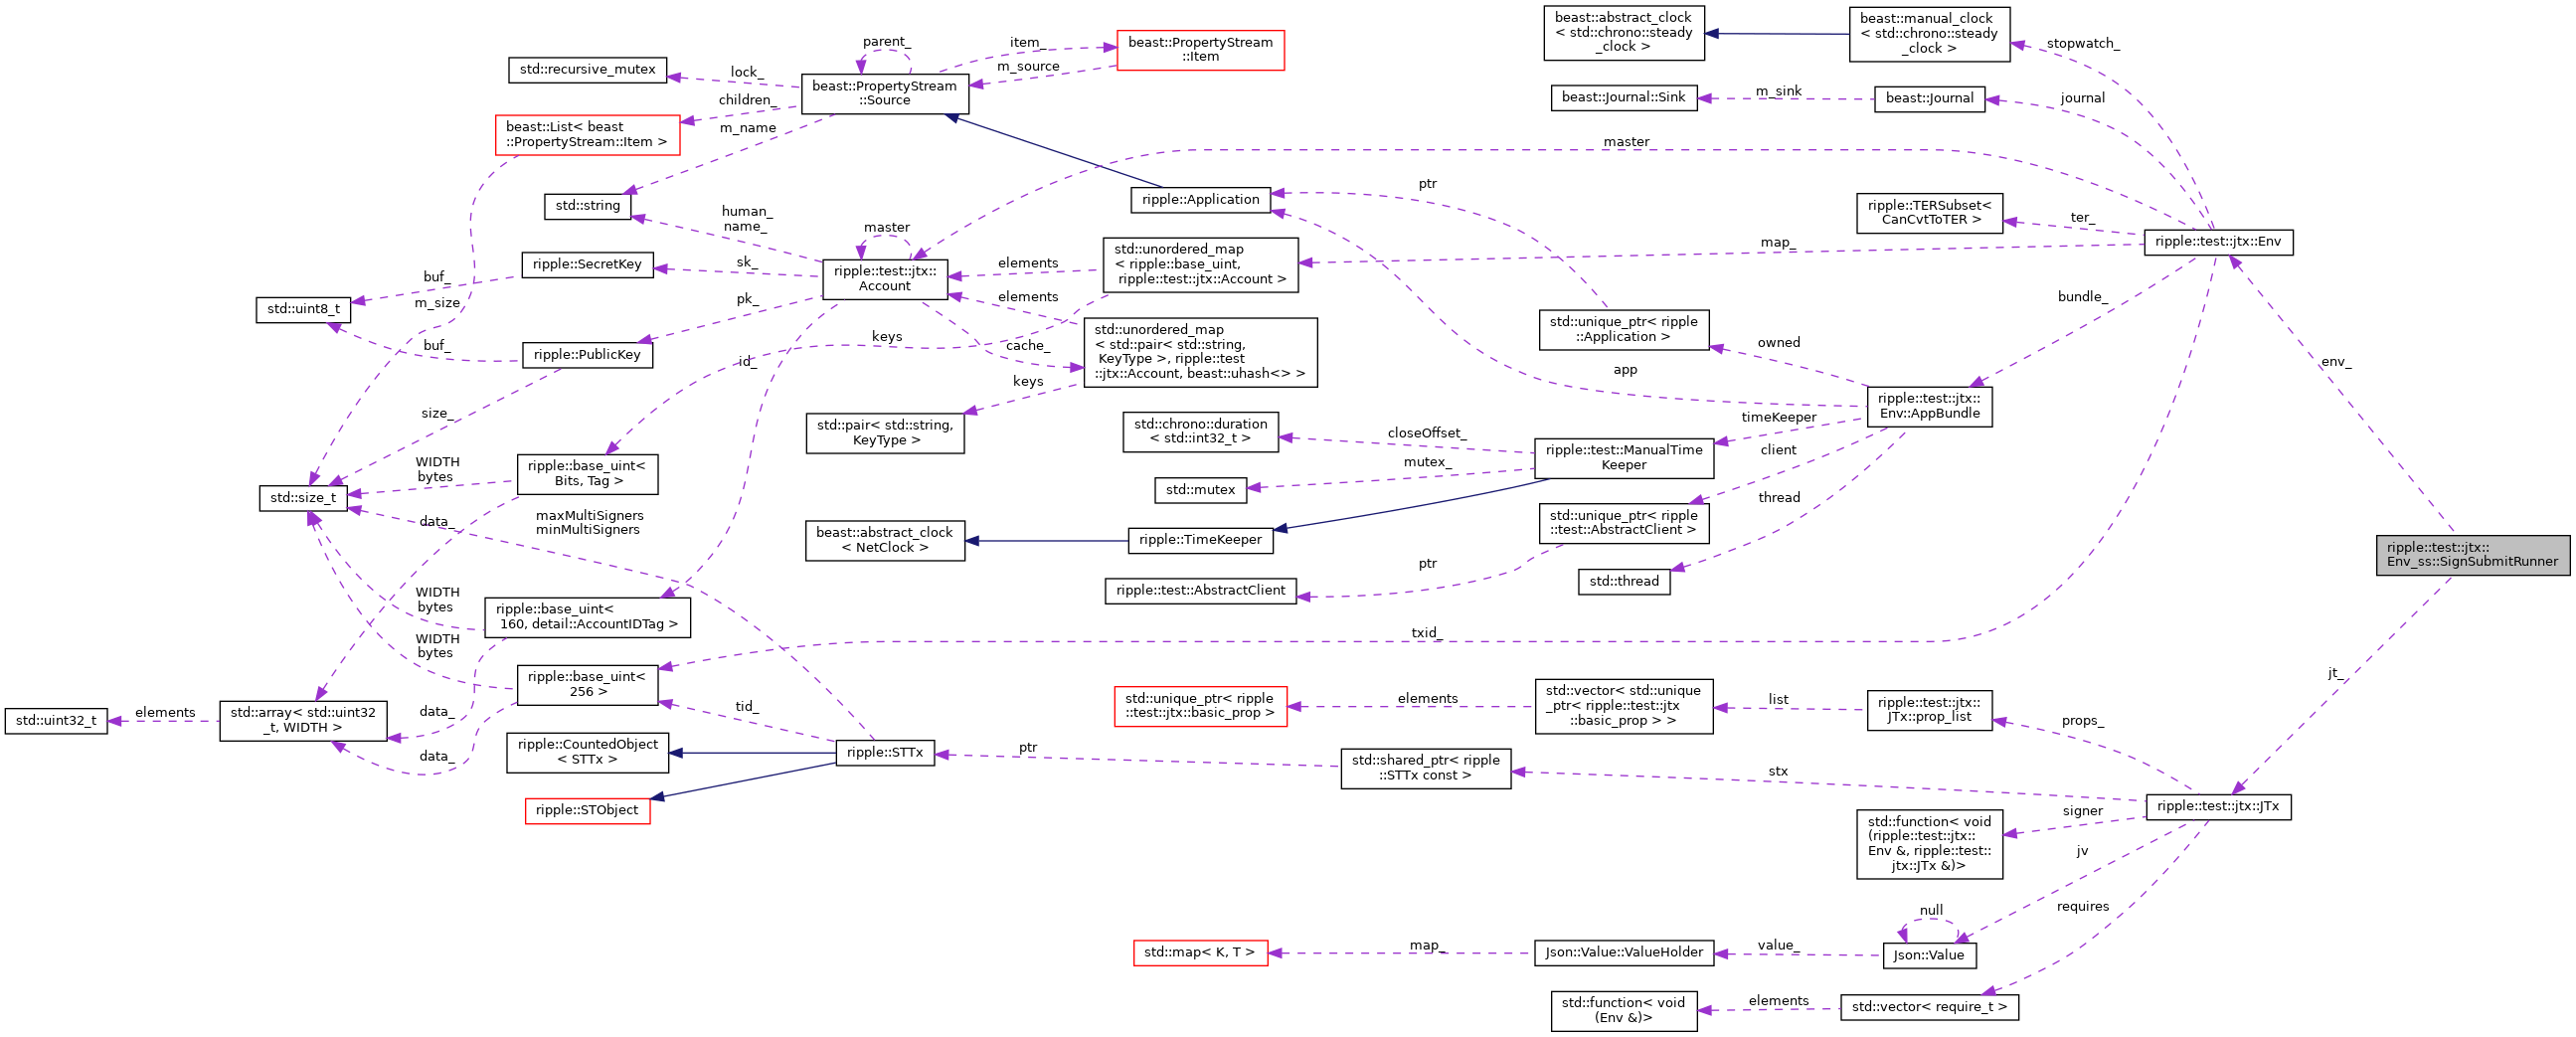 parent_
item_
beast::PropertyStream
::Item
m_source
std::recursive_mutex
lock_
beast::PropertyStream
::Source
children_
m_name
beast::List< beast
::PropertyStream::Item >
beast::abstract_clock
< std::chrono::steady
_clock >
beast::manual_clock
< std::chrono::steady
_clock >
stopwatch_
beast::Journal::Sink
m_sink
beast::Journal
journal
master
std::string
human_
name_
ripple::Application
ptr
ripple::TERSubset<
CanCvtToTER >
ter_
ripple::test::jtx::Env
map_
master
ripple::SecretKey
sk_
ripple::test::jtx::
Account
elements
std::unordered_map
< ripple::base_uint,
ripple::test::jtx::Account >
buf_
m_size
std::uint8_t
pk_
elements
keys
cache_
std::unordered_map
< std::pair< std::string,
KeyType >, ripple::test
::jtx::Account, beast::uhash<> >
buf_
ripple::PublicKey
id_
keys
std::unique_ptr< ripple
::Application >
owned
bundle_
env_
app
size_
std::pair< std::string,
KeyType >
std::chrono::duration
< std::int32_t >
closeOffset_
timeKeeper
ripple::test::jtx::
Env::AppBundle
ripple::test::ManualTime
Keeper
mutex_
client
std::mutex
thread
WIDTH
bytes
ripple::base_uint<
Bits, Tag >
std::size_t
data_
maxMultiSigners
minMultiSigners
beast::abstract_clock
< NetClock >
ripple::TimeKeeper
std::unique_ptr< ripple
::test::AbstractClient >
ptr
ripple::test::AbstractClient
std::thread
ripple::test::jtx::
Env_ss::SignSubmitRunner
WIDTH
bytes
ripple::base_uint<
160, detail::AccountIDTag >
WIDTH
bytes
txid_
ripple::base_uint<
256 >
jt_
std::uint32_t
elements
std::array< std::uint32
_t, WIDTH >
data_
tid_
data_
std::unique_ptr< ripple
::test::jtx::basic_prop >
elements
std::vector< std::unique
_ptr< ripple::test::jtx
::basic_prop > >
list
ripple::test::jtx::
JTx::prop_list
props_
ripple::CountedObject
< STTx >
ripple::STTx
ptr
std::shared_ptr< ripple
::STTx const >
stx
ripple::STObject
ripple::test::jtx::JTx
std::function< void
(ripple::test::jtx::
Env &, ripple::test::
jtx::JTx &)>
signer
jv
null
requires
std::map< K, T >
map_
Json::Value::ValueHolder
value_
Json::Value
std::function< void
(Env &)>
elements
std::vector< require_t >